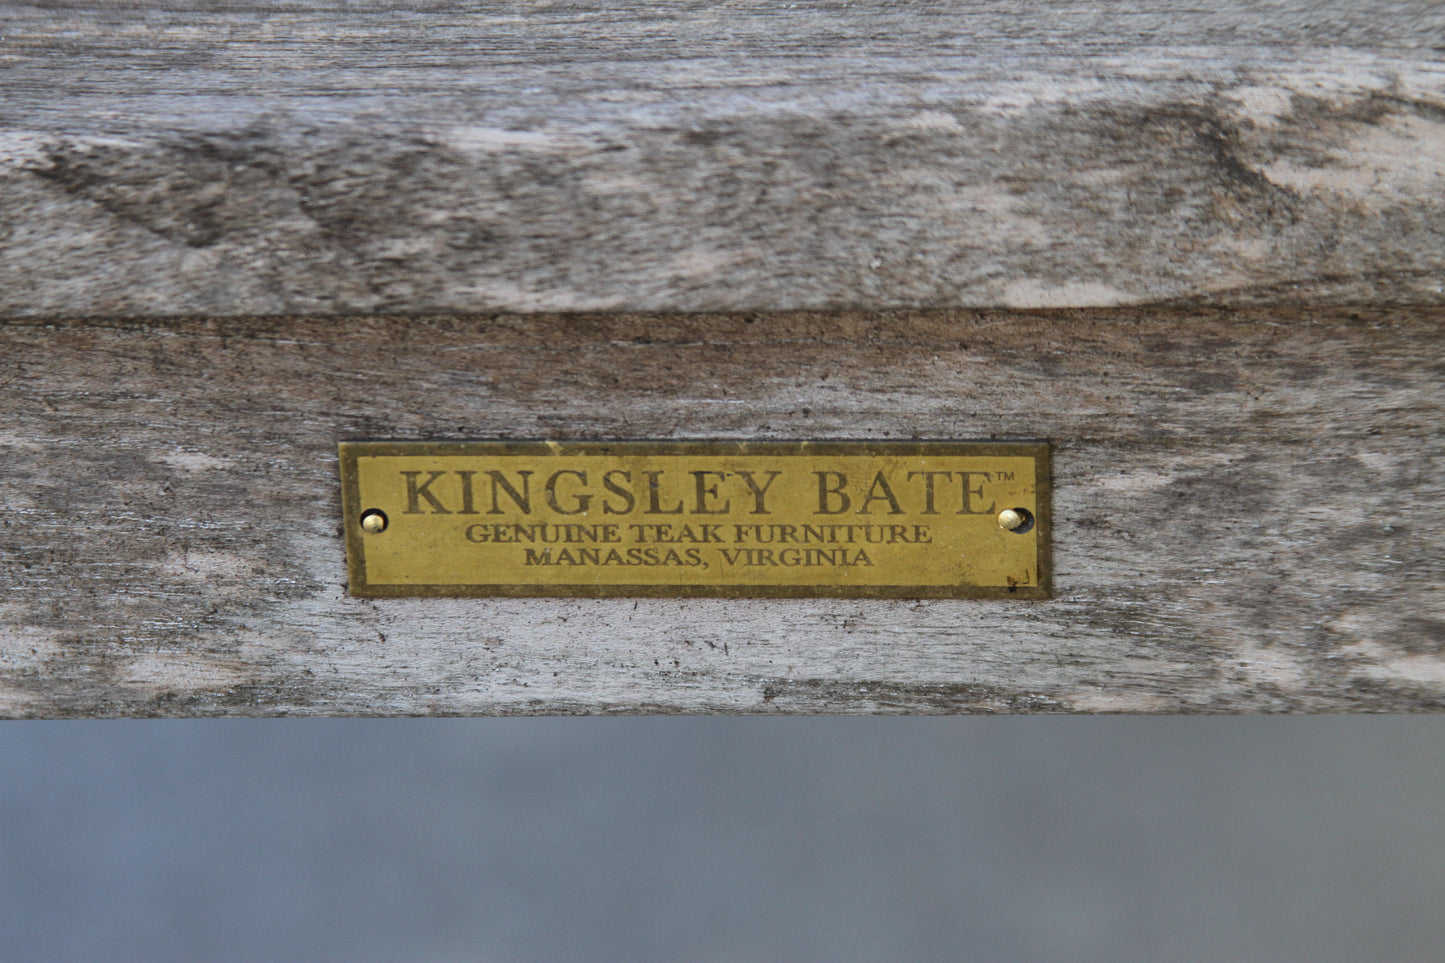 KINGSLEY BATE™
GENUINE TEAK FURNITURE
MANASSAS, VIRGINIA